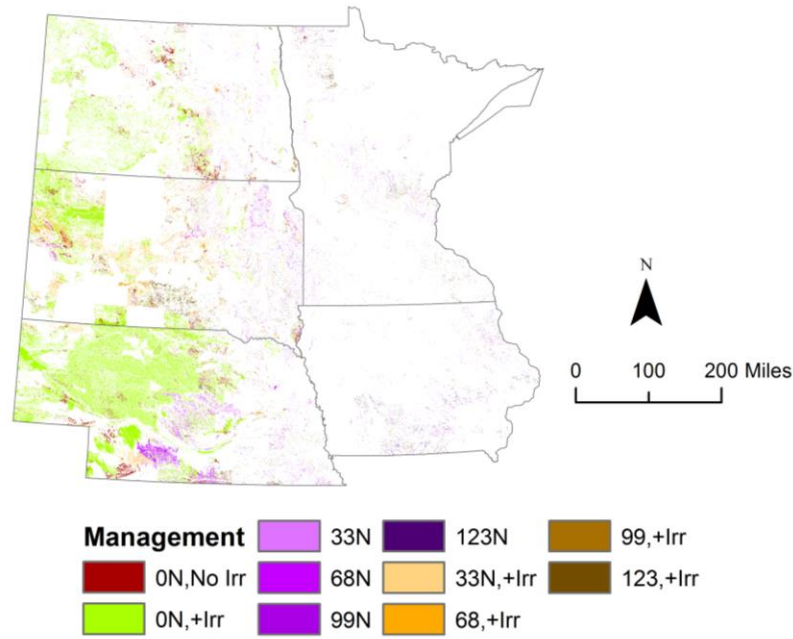 N
0 100 200 Miles
Management
0N,No Irr
0N,+Irr
33N
68N
99N
123N
33N,+Irr
68,+Irr
99,+Irr
123,+Irr